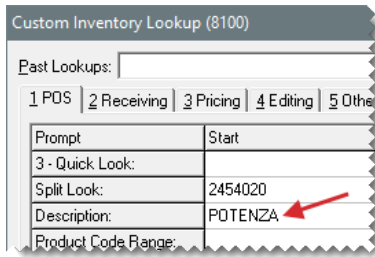 Custom Inventory Lookup (8100)
Past Lookups:
1 POS 2 Receiving 3 Pricing 4 Editing 5 Othe
Prompt Start
3 - Quick Look:
Split Look: 2454020
Description: POTENZA
Product Code Range: